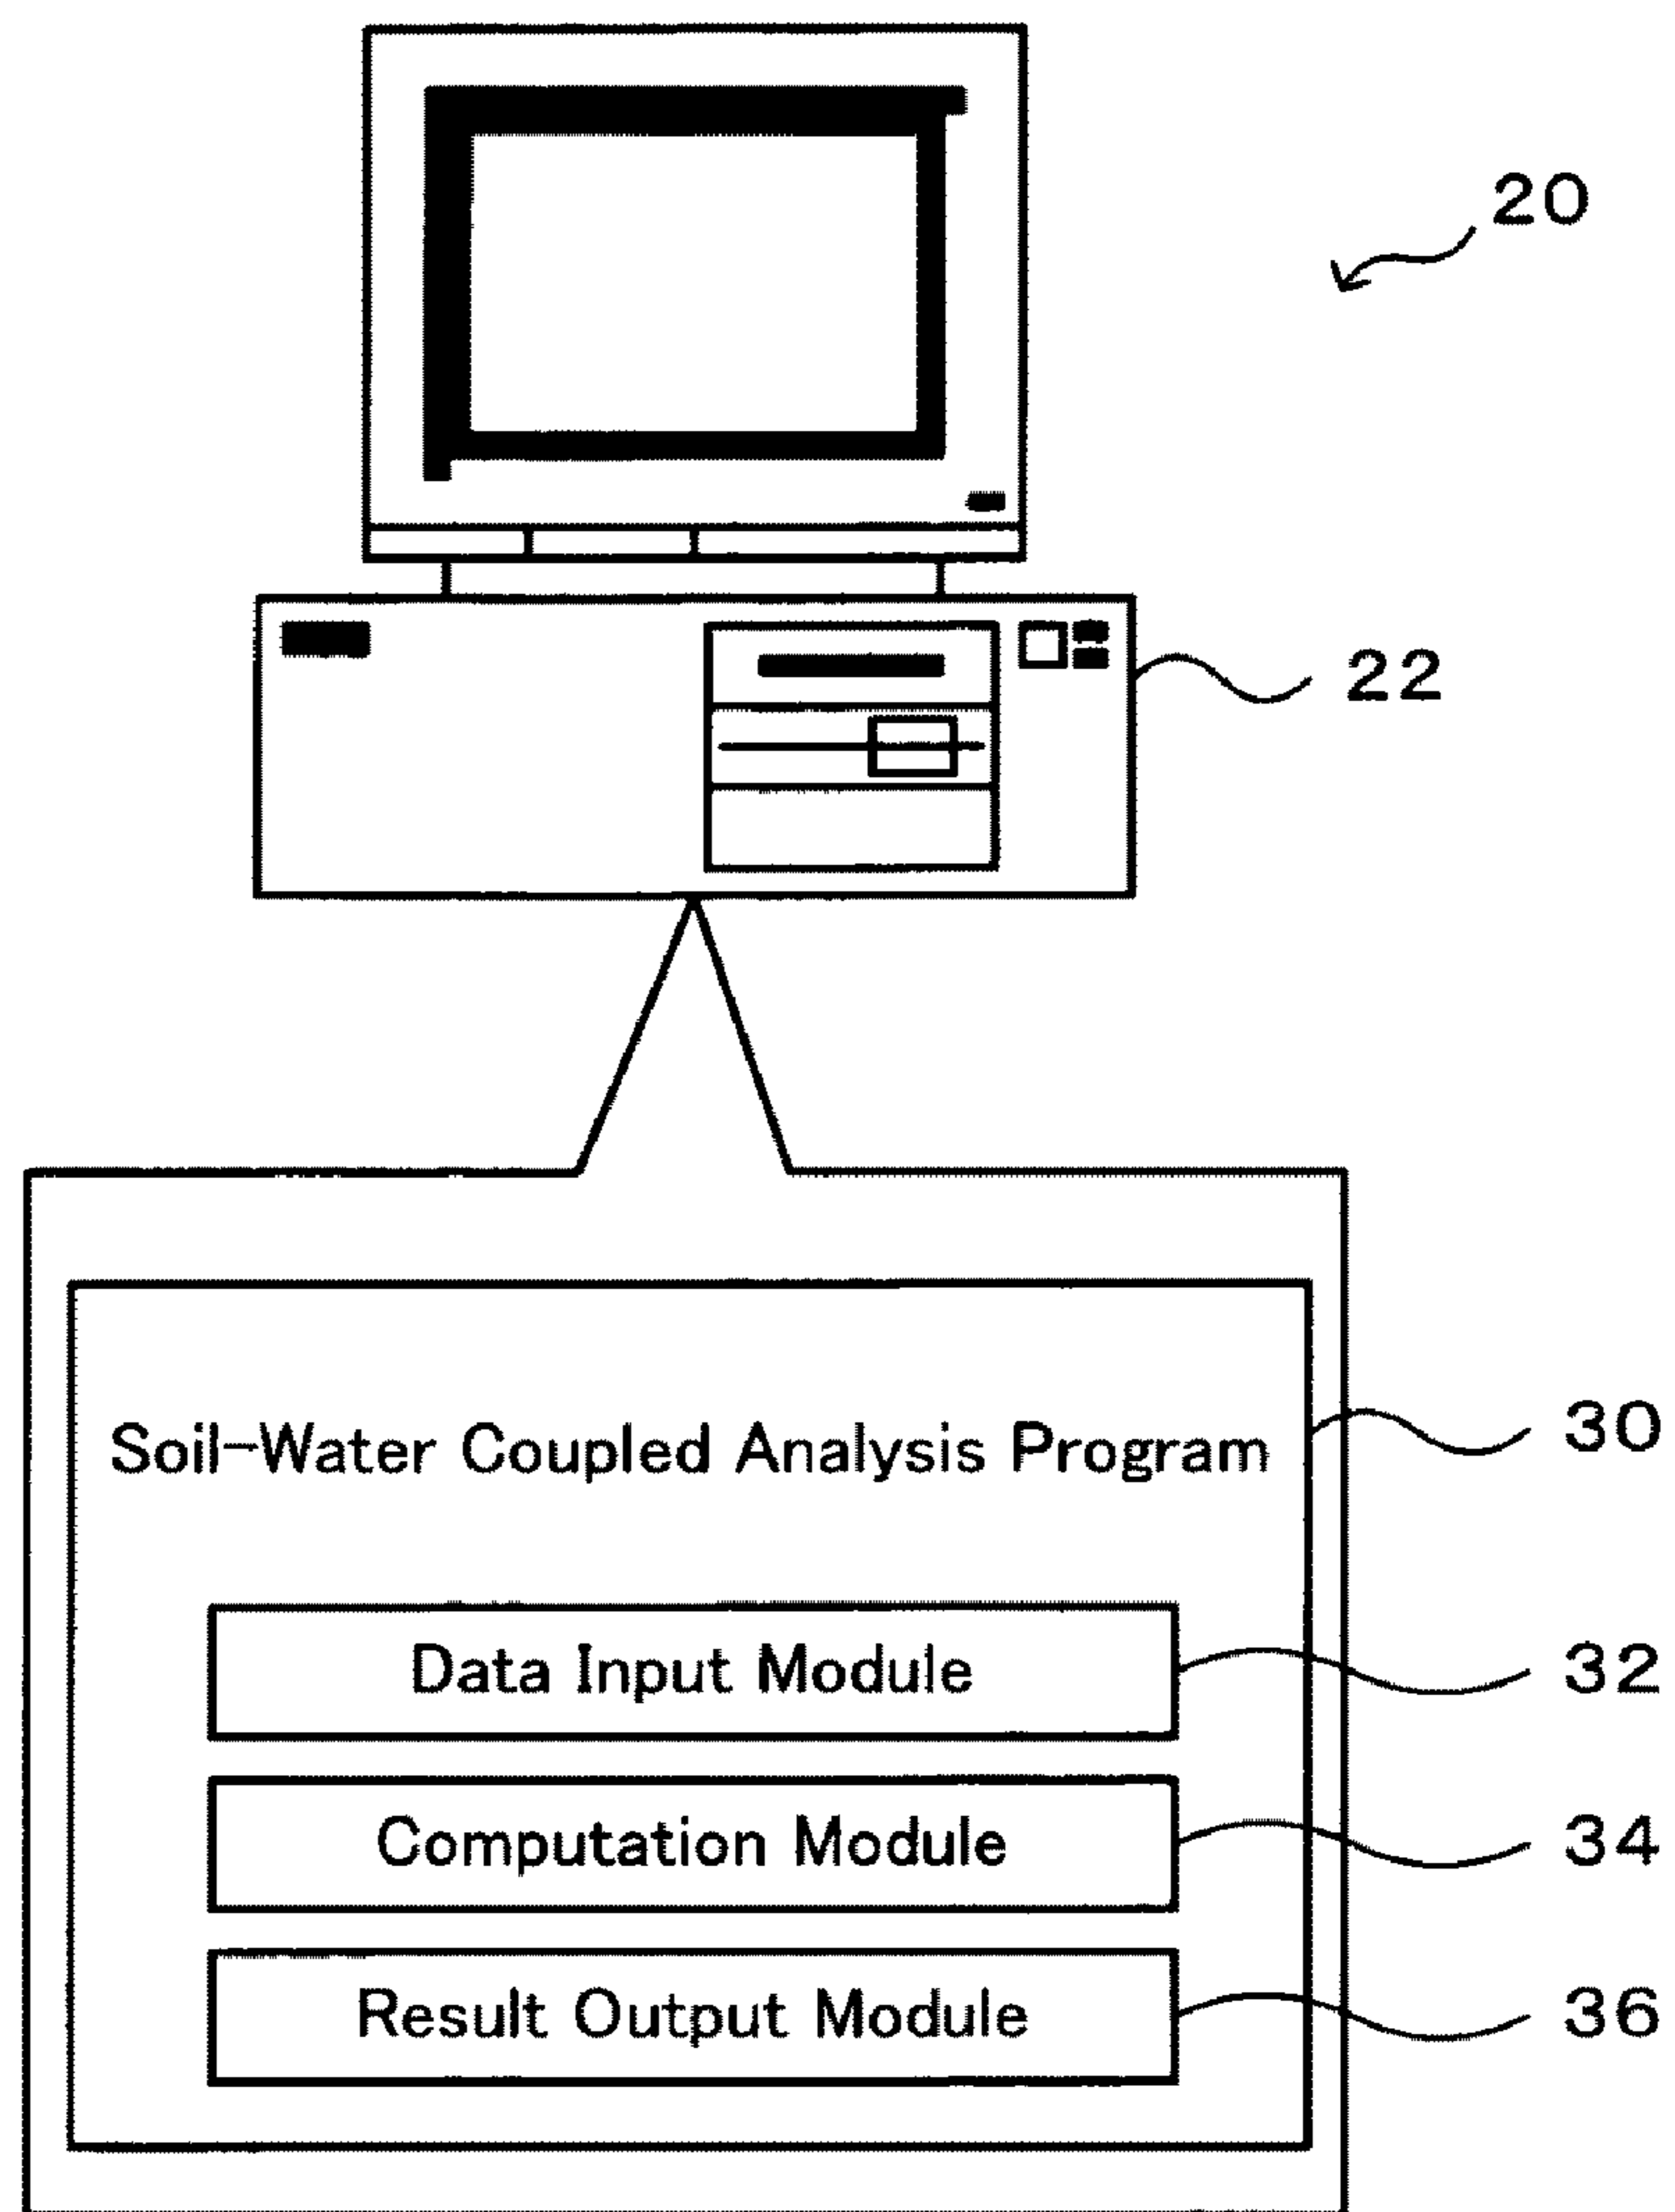 20
22
Soil-Water Coupled Analysis Program
30
Data Input Module
32
Computation Module
34
Result Output Module
36